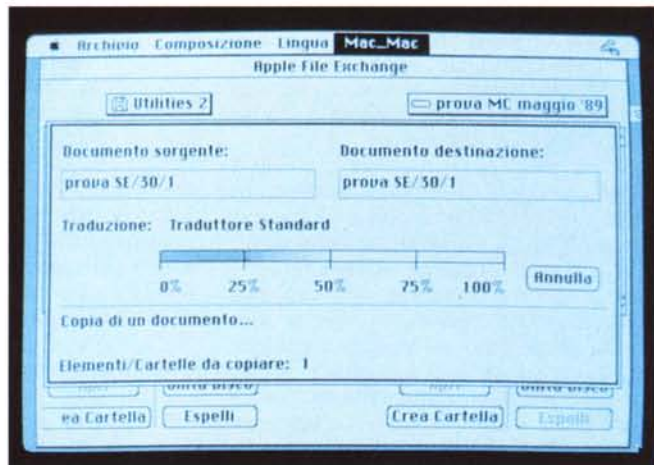 Archivio Composizione Lingua Mac_Mac
Apple File Exchange
Utilities 2 prova MC maggio '89
Documento sorgente: Documento destinazione:
prova SE/30/1 prova SE/30/1
Traduzione: Traduttore Standard
0% 25% 50% 75% 100%
Annulla
Copia di un documento...
Elementi/Cartelle da copiare: 1
ea Cartella Espelli Crea Cartella Espelli